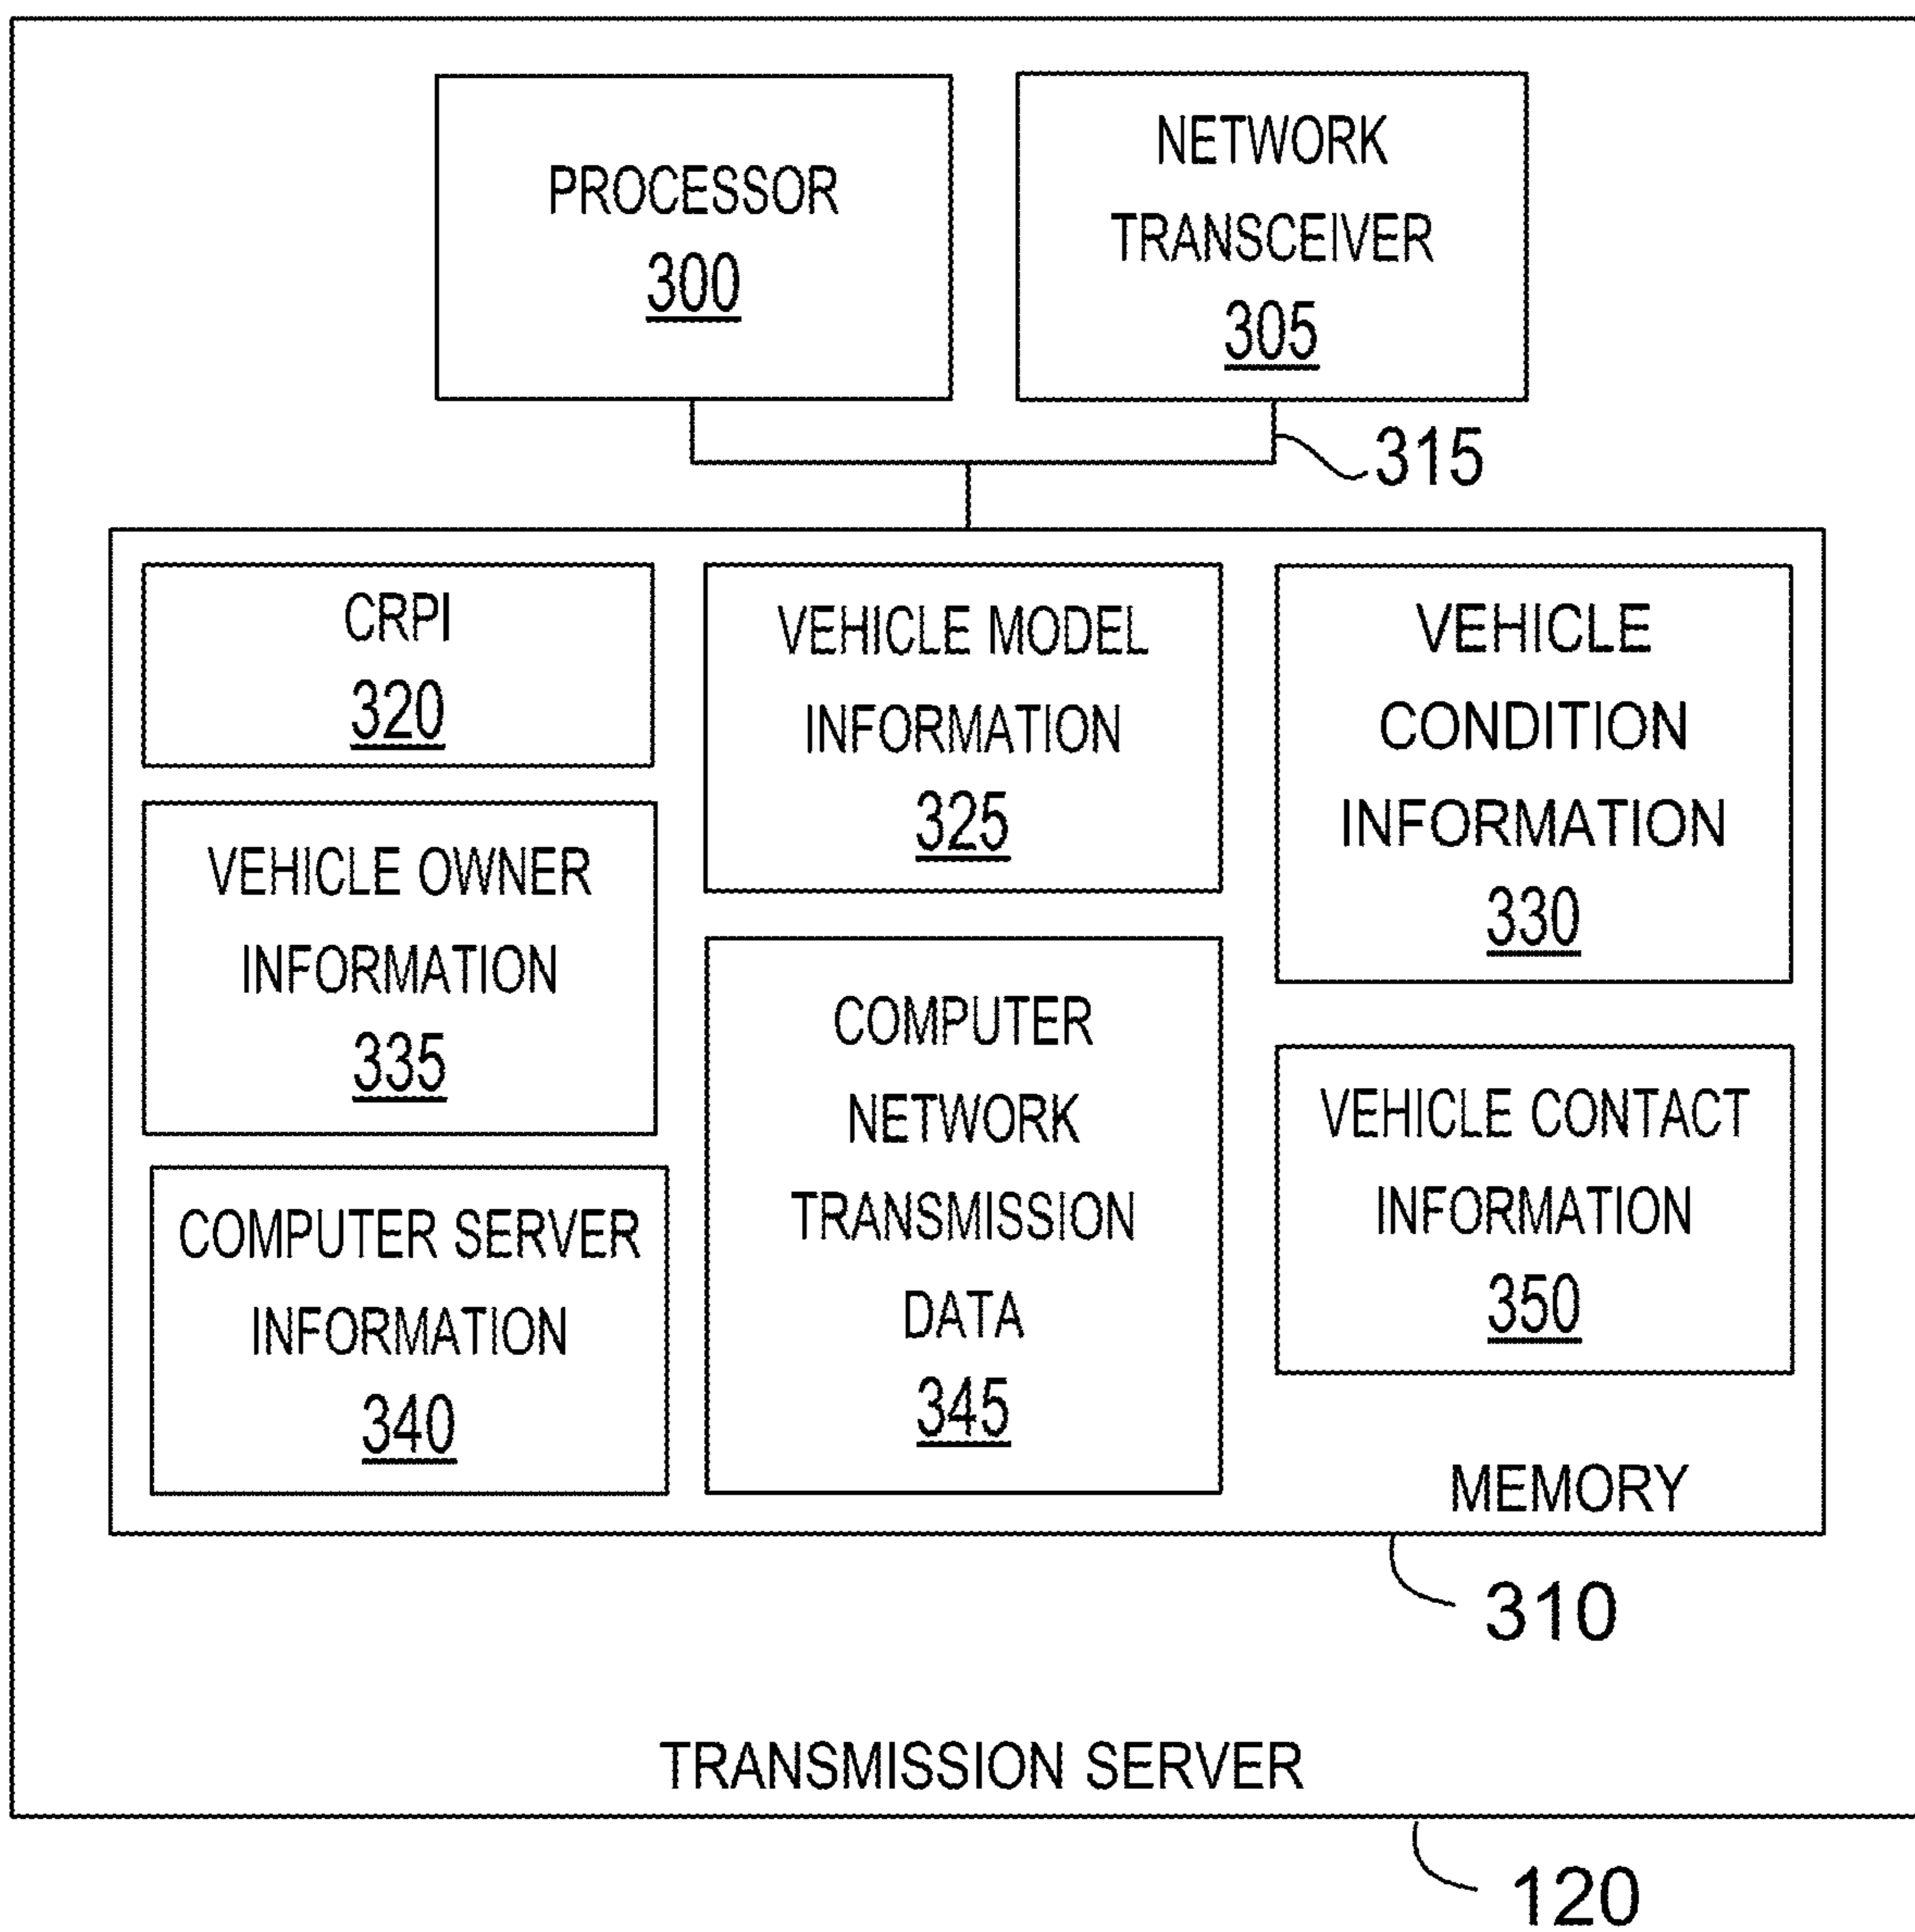 PROCESSOR
300
NETWORK
TRANSCEIVER
305
315
CRPI
320
VEHICLE MODEL
INFORMATION
325
VEHICLE
CONDITION
INFORMATION
330
VEHICLE OWNER
INFORMATION
335
COMPUTER
NETWORK
TRANSMISSION
DATA
345
VEHICLE CONTACT
INFORMATION
350
COMPUTER SERVER
INFORMATION
340
MEMORY
310
TRANSMISSION SERVER
120